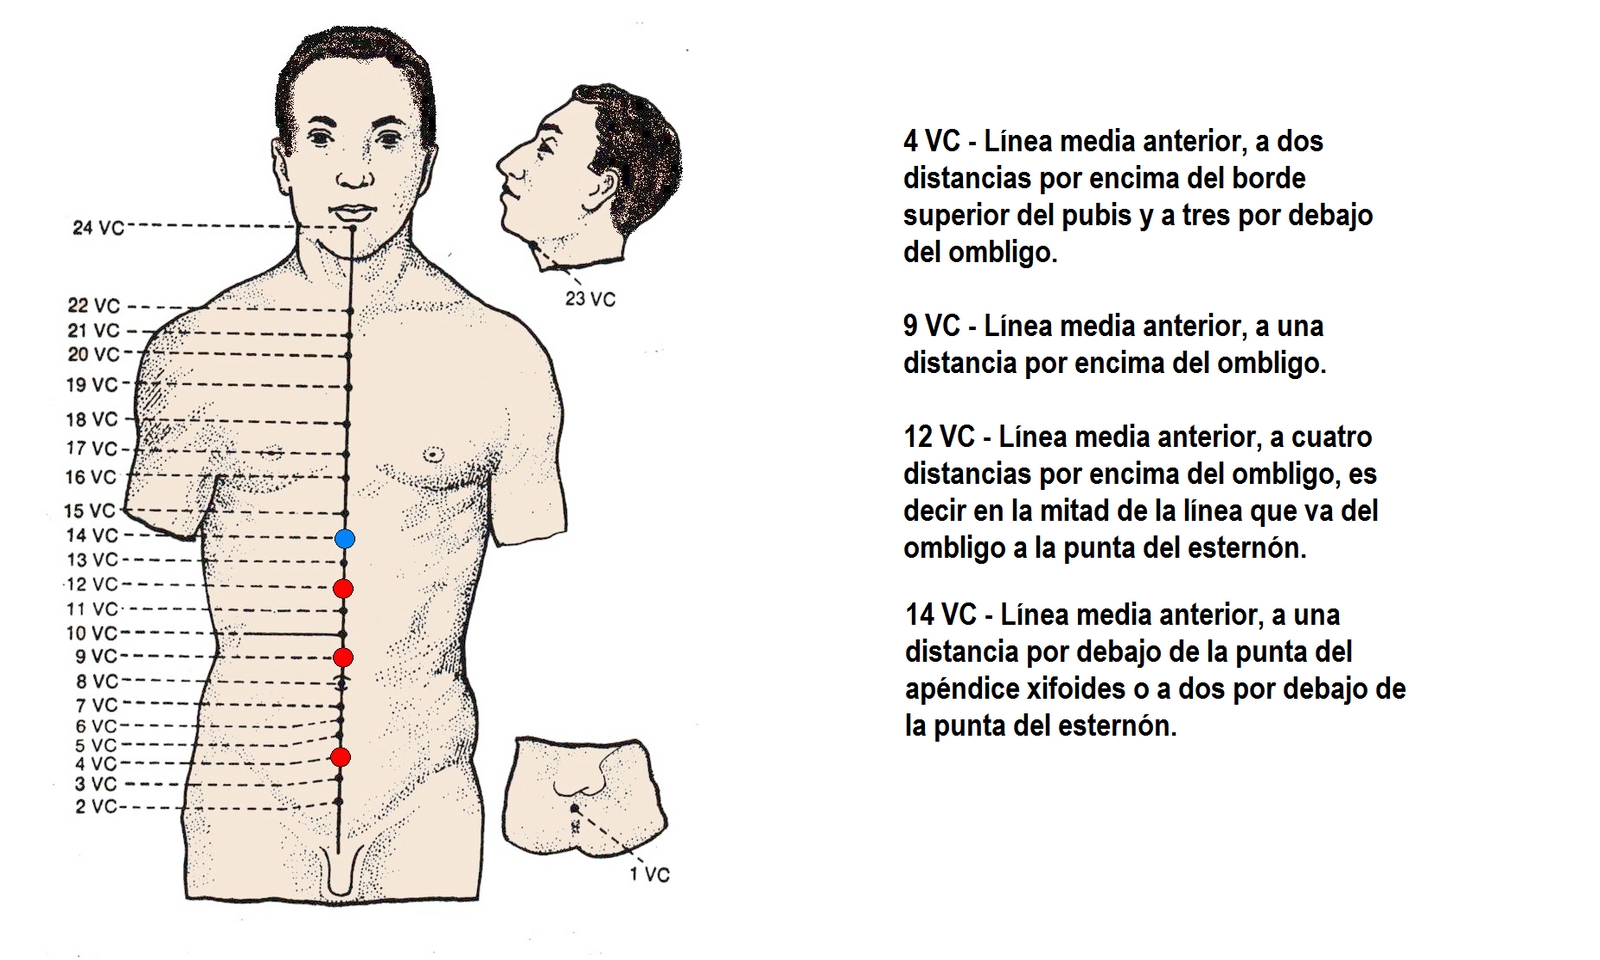 24 VC
23 VC
22 VC
21 VC
20 VC
19 VC
18 VC
17 VC
16 VC
15 VC
14 VC
13 VC
12 VC
11 VC
10 VC
9 VC
8 VC
7 VC
6 VC
5 VC
4 VC
3 VC
2 VC
1 VC
4 VC - Línea media anterior, a dos
distancias por encima del borde
superior del pubis y a tres por debajo
del ombligo.
9 VC - Línea media anterior, a una
distancia por encima del ombligo.
12 VC - Línea media anterior, a cuatro
distancias por encima del ombligo, es
decir en la mitad de la línea que va del
ombligo a la punta del esternón.
14 VC - Línea media anterior, a una
distancia por debajo de la punta del
apéndice xifoides o a dos por debajo de
la punta del esternón.